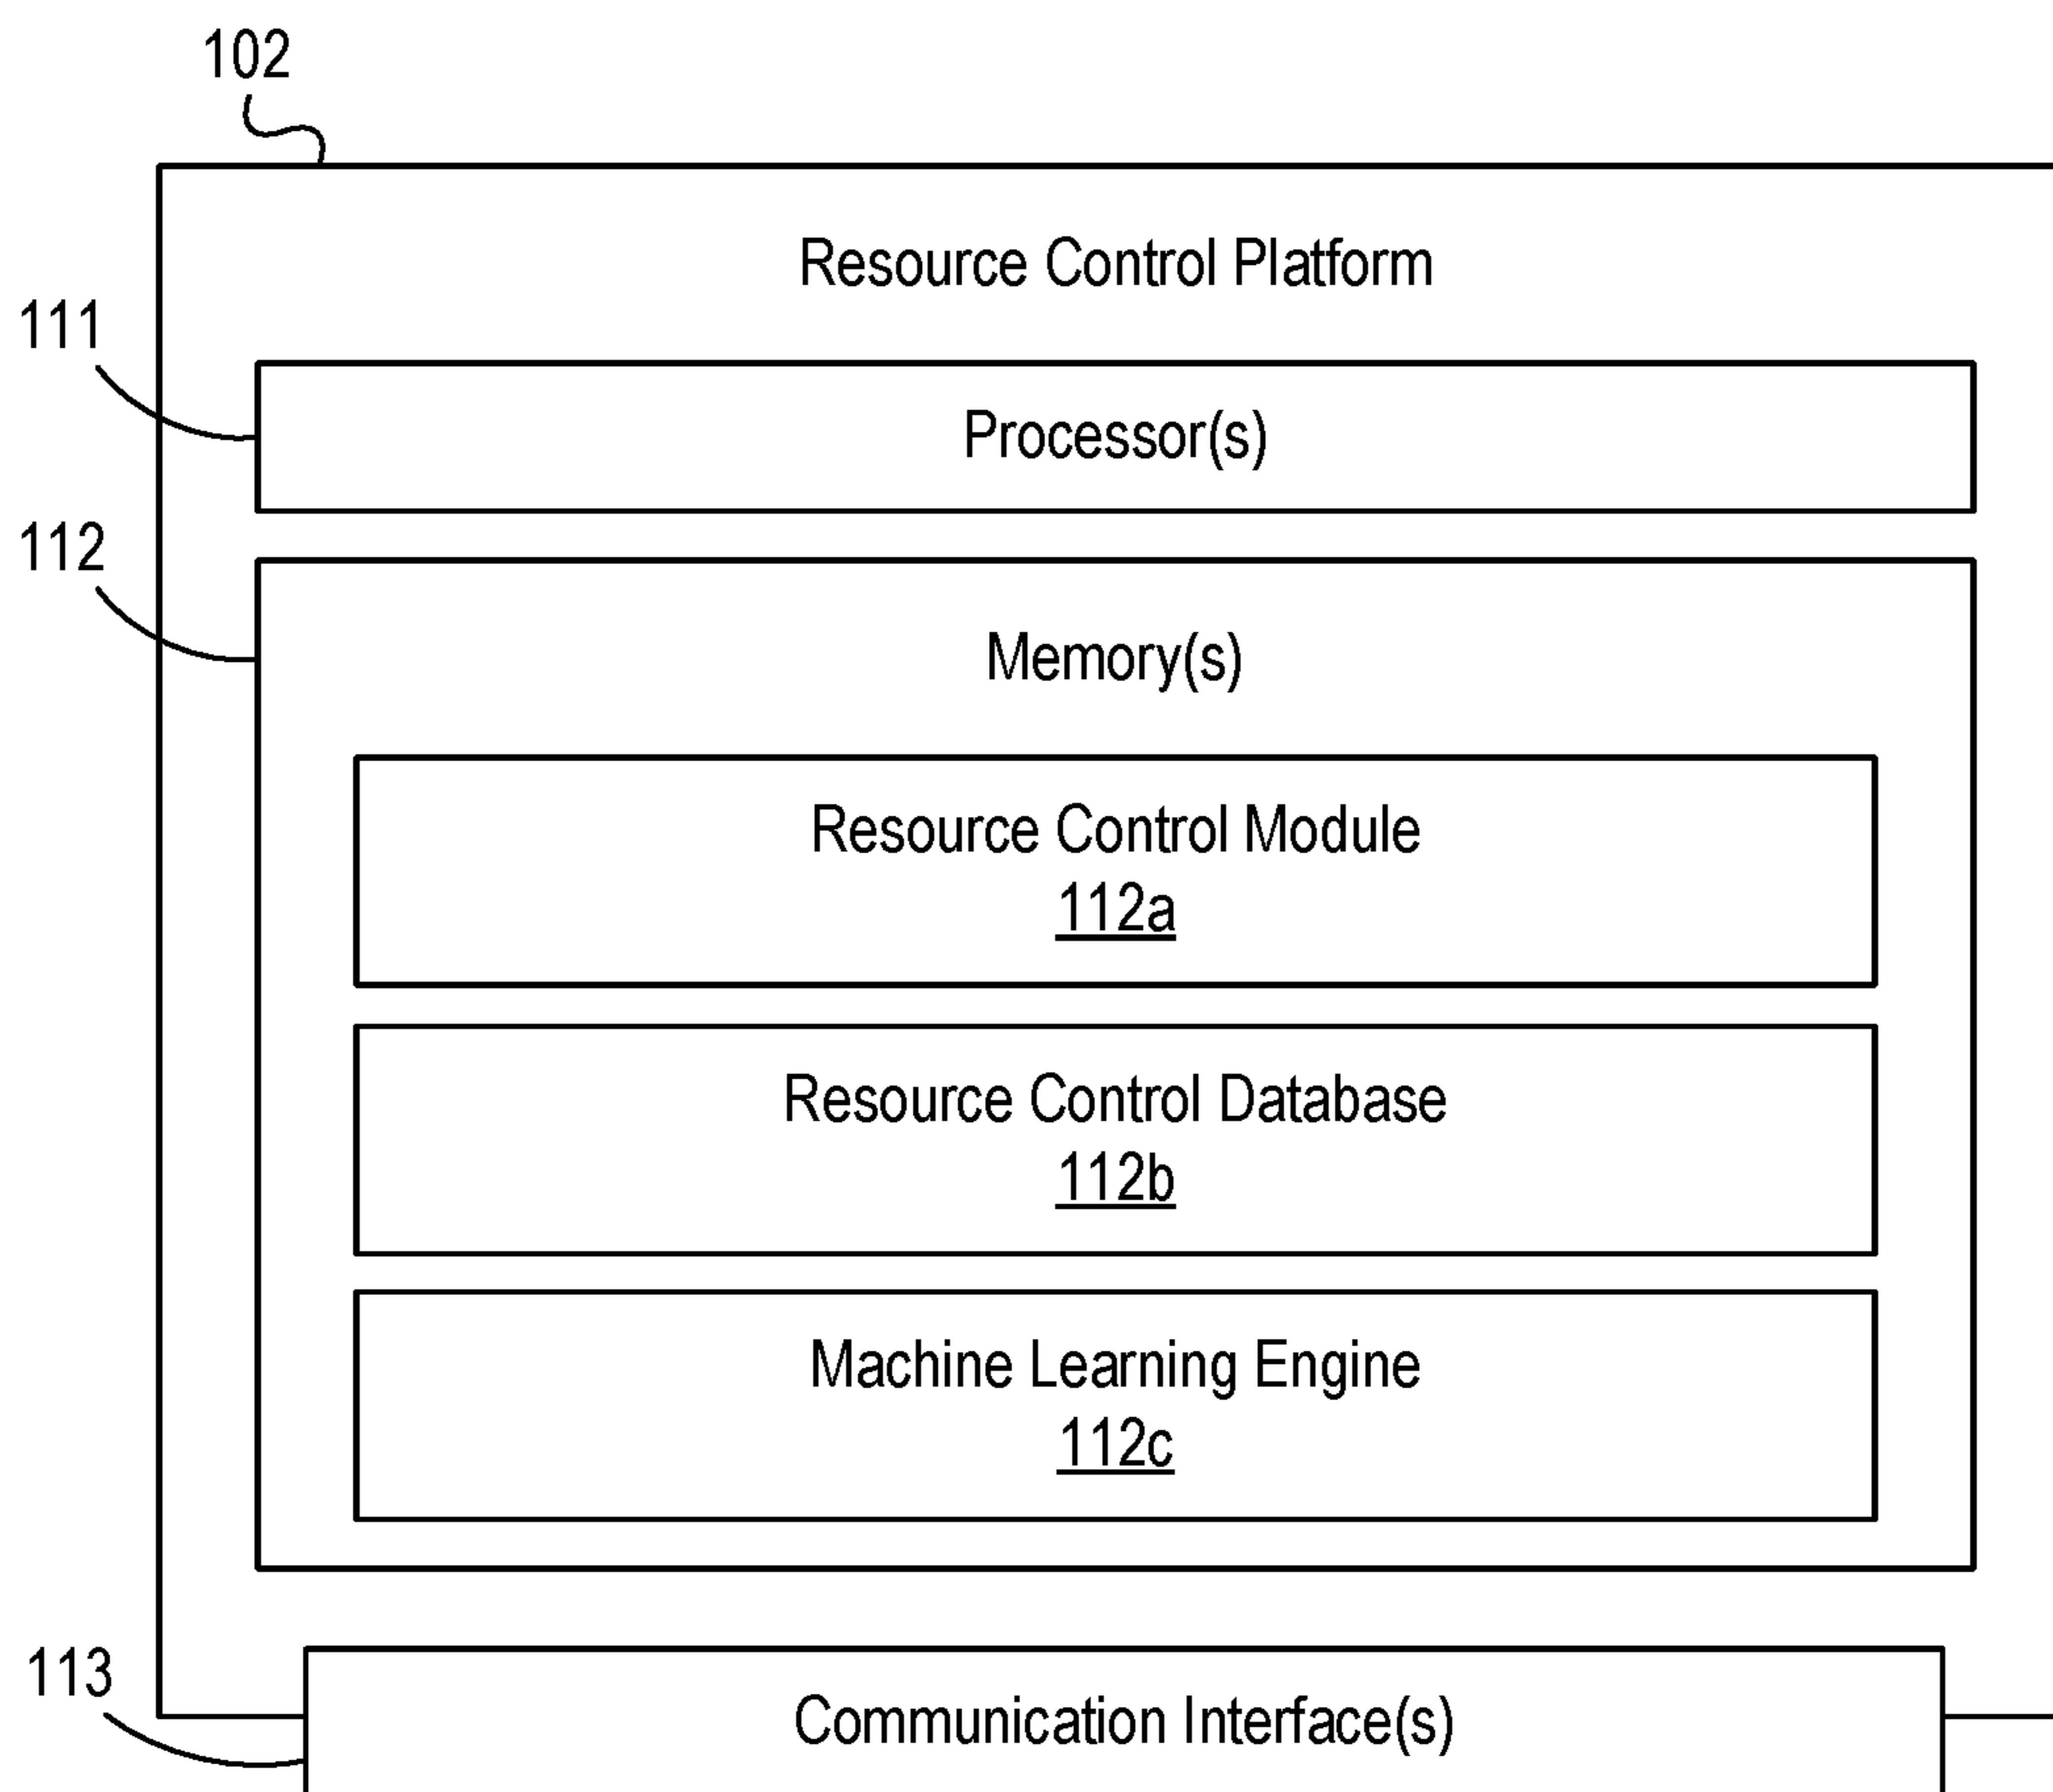 102
Resource Control Platform
111
Processor(s)
112
Memory(s)
Resource Control Module
112a
Resource Control Database
112b
Machine Learning Engine
112c
113
Communication Interface(s)